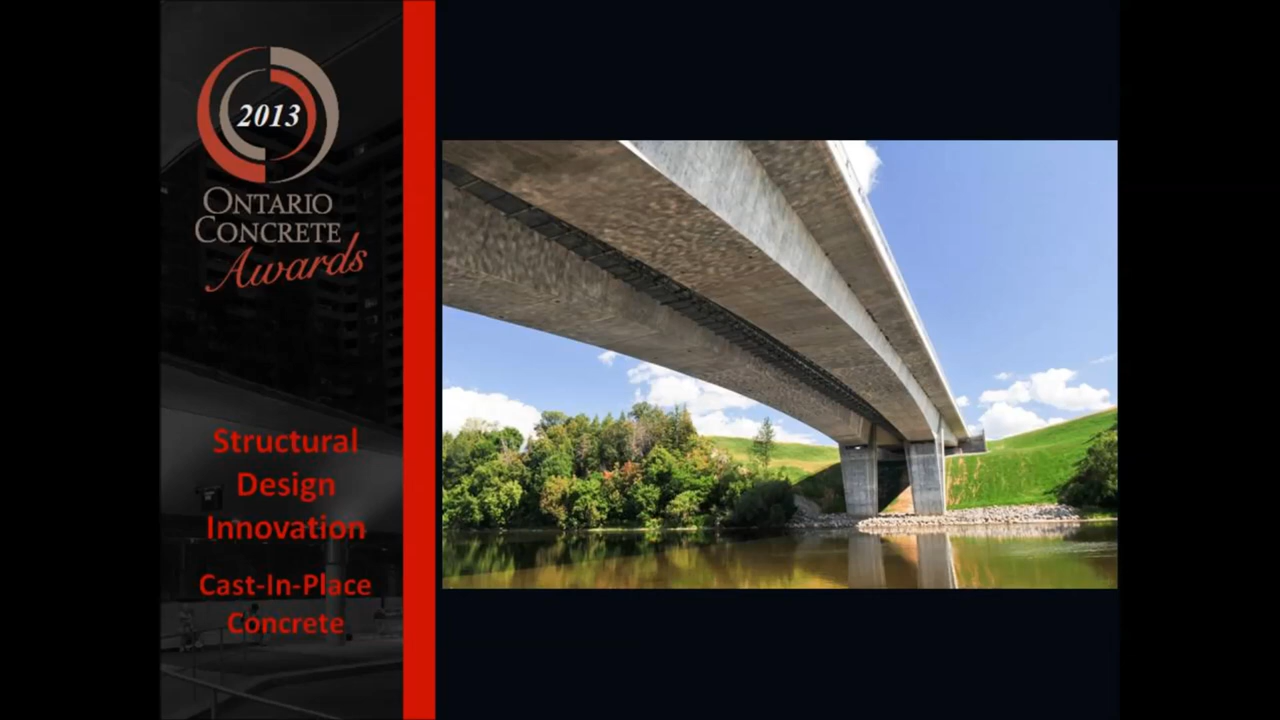 2013
ONTARIO
CONCRETE
Awards
Structural
Design
Innovation
Cast-In-Place
Concrete